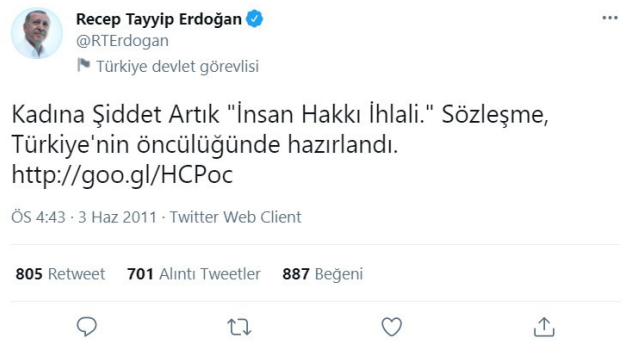 Recep Tayyip Erdoğan
@RTErdogan
Türkiye devlet görevlisi
Kadına Şiddet Artık "İnsan Hakkı İhlali." Sözleşme,
Türkiye'nin öncülüğünde hazırlandı.
http://goo.gl/HCPoc
ÖS 4:43 · 3 Haz 2011 · Twitter Web Client
805 Retweet 701 Alıntı Tweetler 887 Beğeni